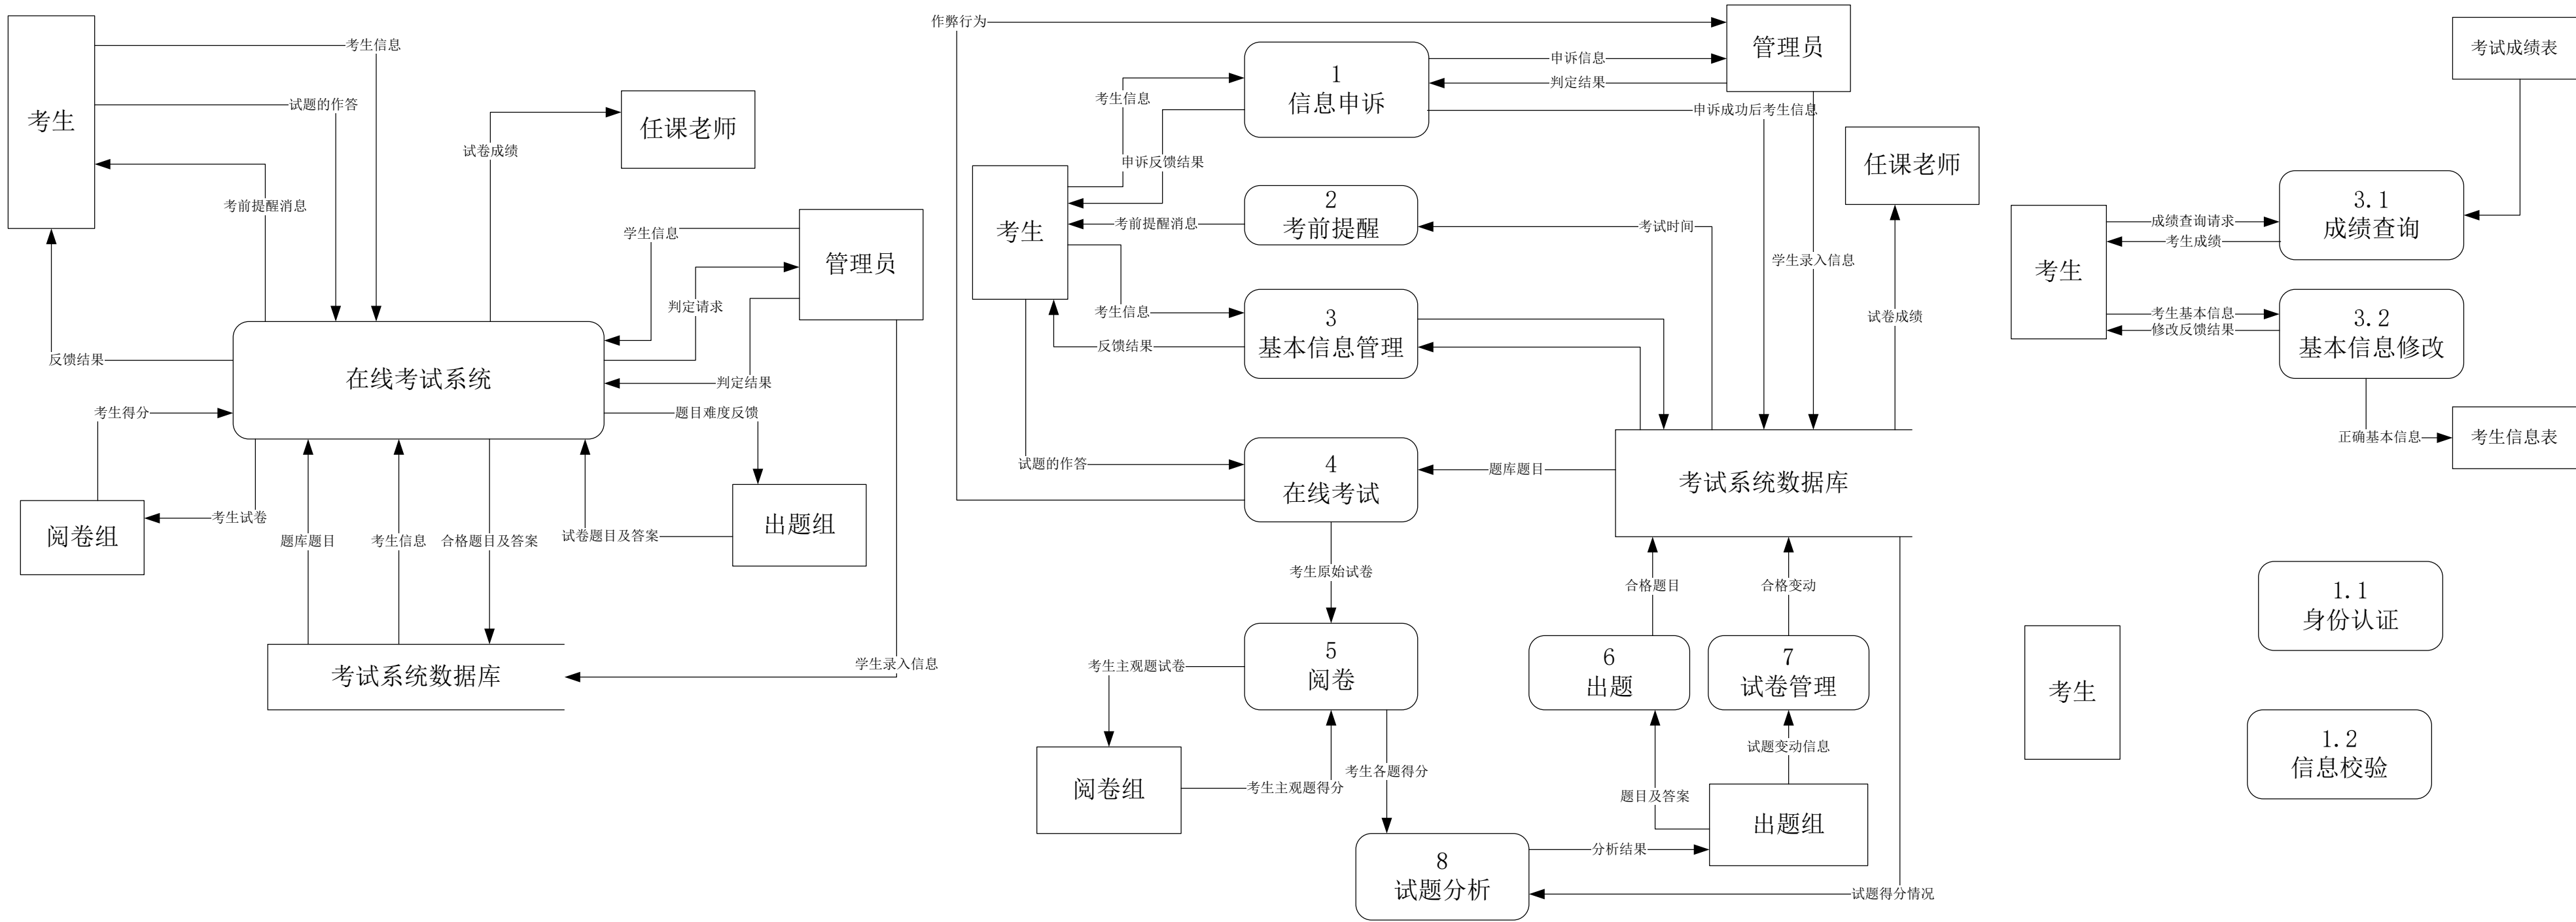 考生
考生信息
试题的作答
考前提醒消息
反馈结果
试卷成绩
任课老师
学生信息
判定请求
管理员
判定结果
在线考试系统
题目难度反馈
考生得分
阅卷组
考生试卷
题库题目
考生信息
合格题目及答案
试卷题目及答案
出题组
考试系统数据库
学生录入信息
作弊行为
管理员
1
信息申诉
申诉信息
判定结果
申诉成功后考生信息
考生信息
申诉反馈结果
任课老师
考生
考前提醒消息
2
考前提醒
考试时间
学生录入信息
考生信息
反馈结果
3
基本信息管理
试卷成绩
试题的作答
4
在线考试
题库题目
考试系统数据库
考生原始试卷
合格题目
合格变动
5
阅卷
6
出题
7
试卷管理
考生主观题试卷
阅卷组
考生主观题得分
考生各题得分
试题变动信息
题目及答案
出题组
8
试题分析
分析结果
试题得分情况
考试成绩表
3.1
成绩查询
成绩查询请求
考生成绩
考生
考生基本信息
修改反馈结果
3.2
基本信息修改
正确基本信息
考生信息表
1.1
身份认证
考生
1.2
信息校验